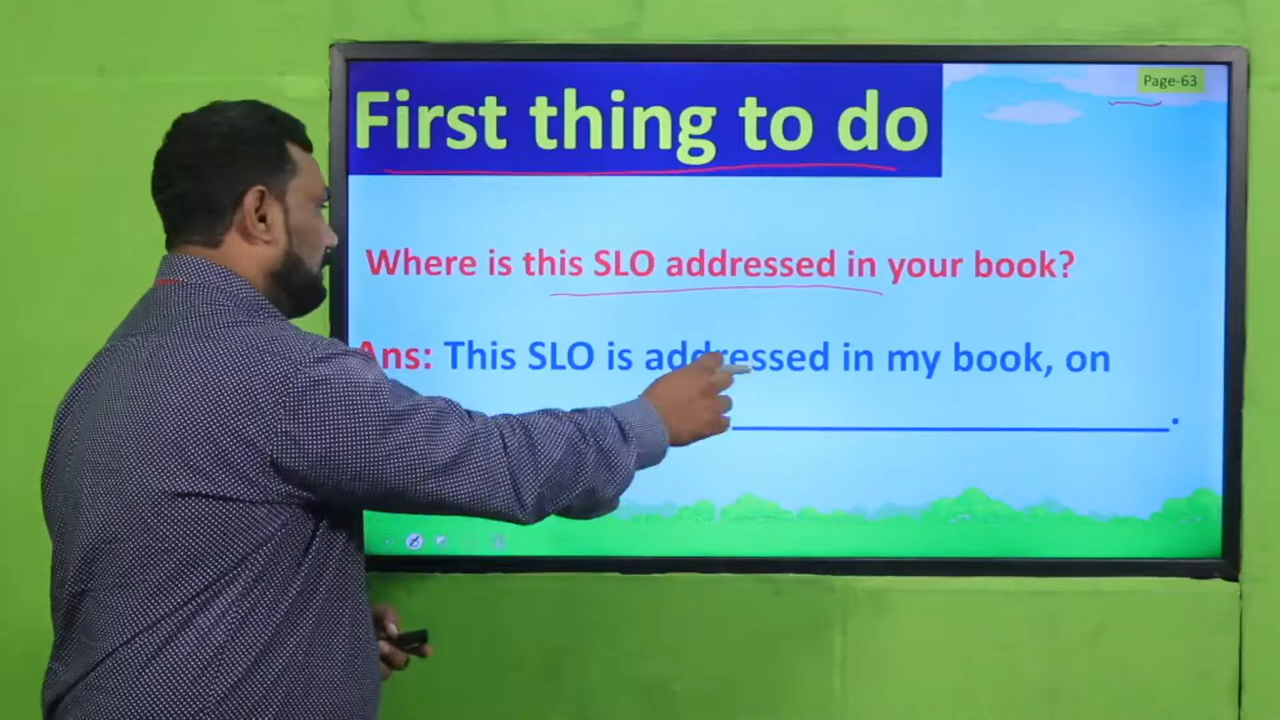 Page-63
First thing to do
Where is this SLO addressed in your book?
Ans: This SLO is addressed in my book, on
.